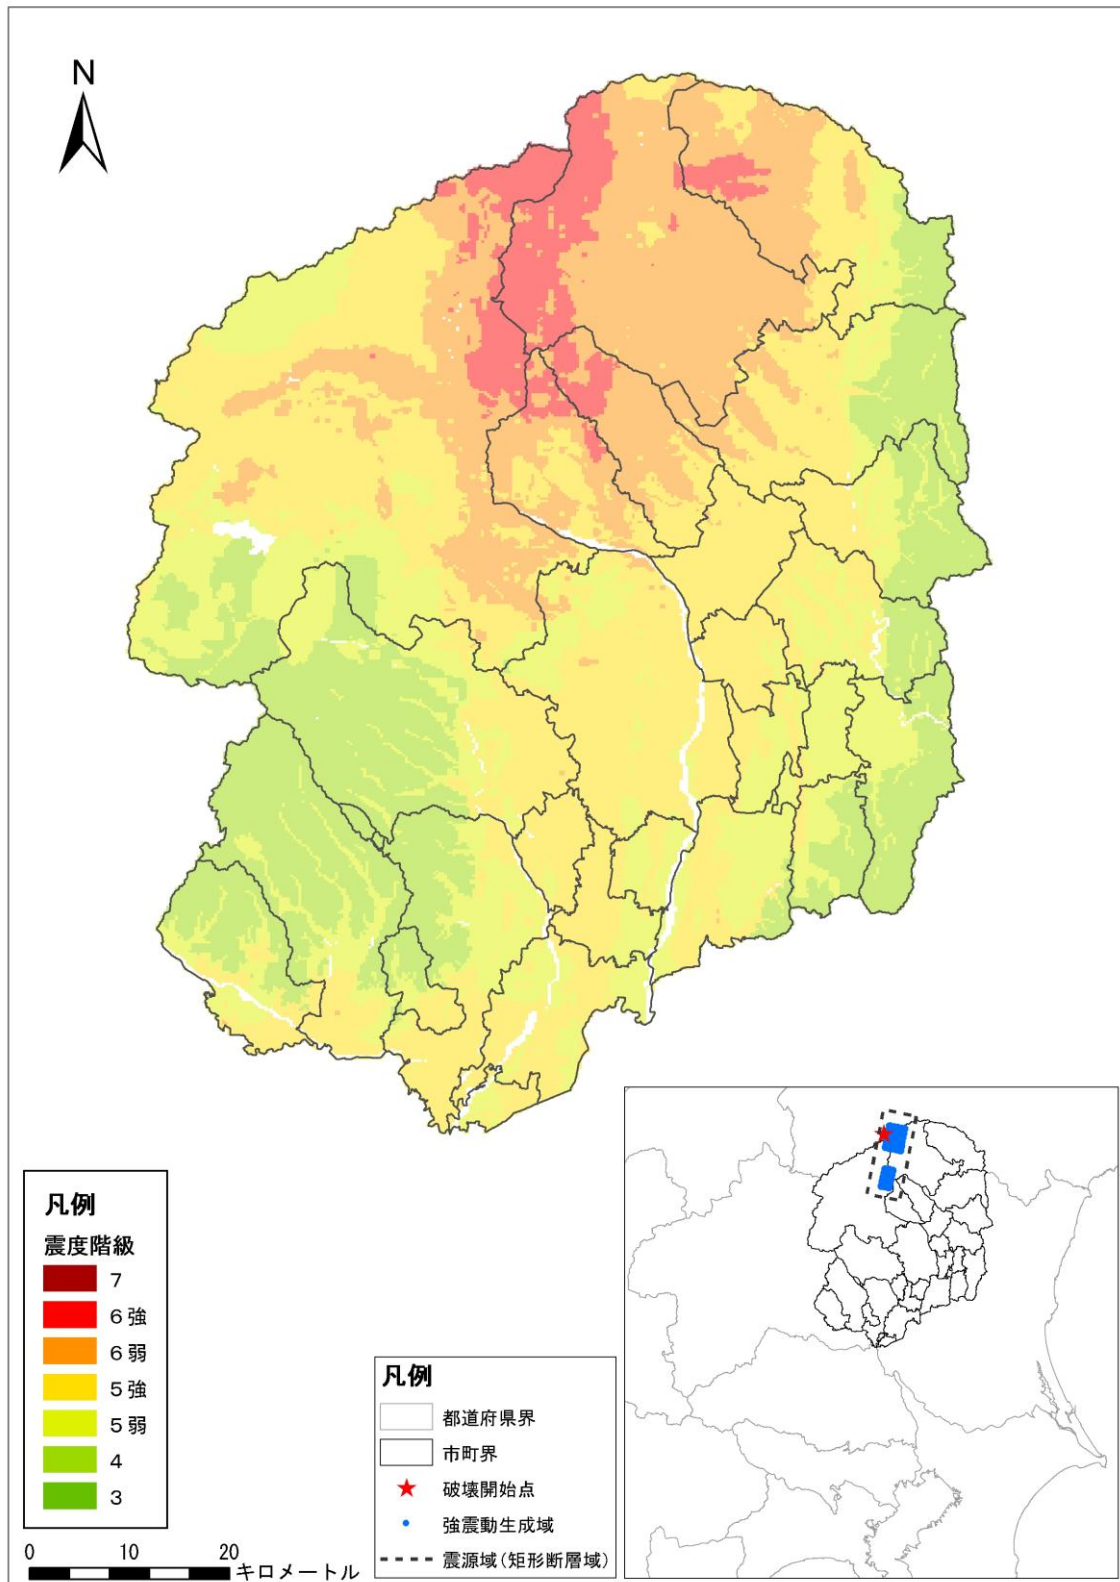 N
凡例
震度階級
7
6強
6弱
5強
5弱
4
3
0 10 20 キロメートル
凡例
都道府県界
市町界
破壊開始点
強震動生成域
震源域(矩形断層域)